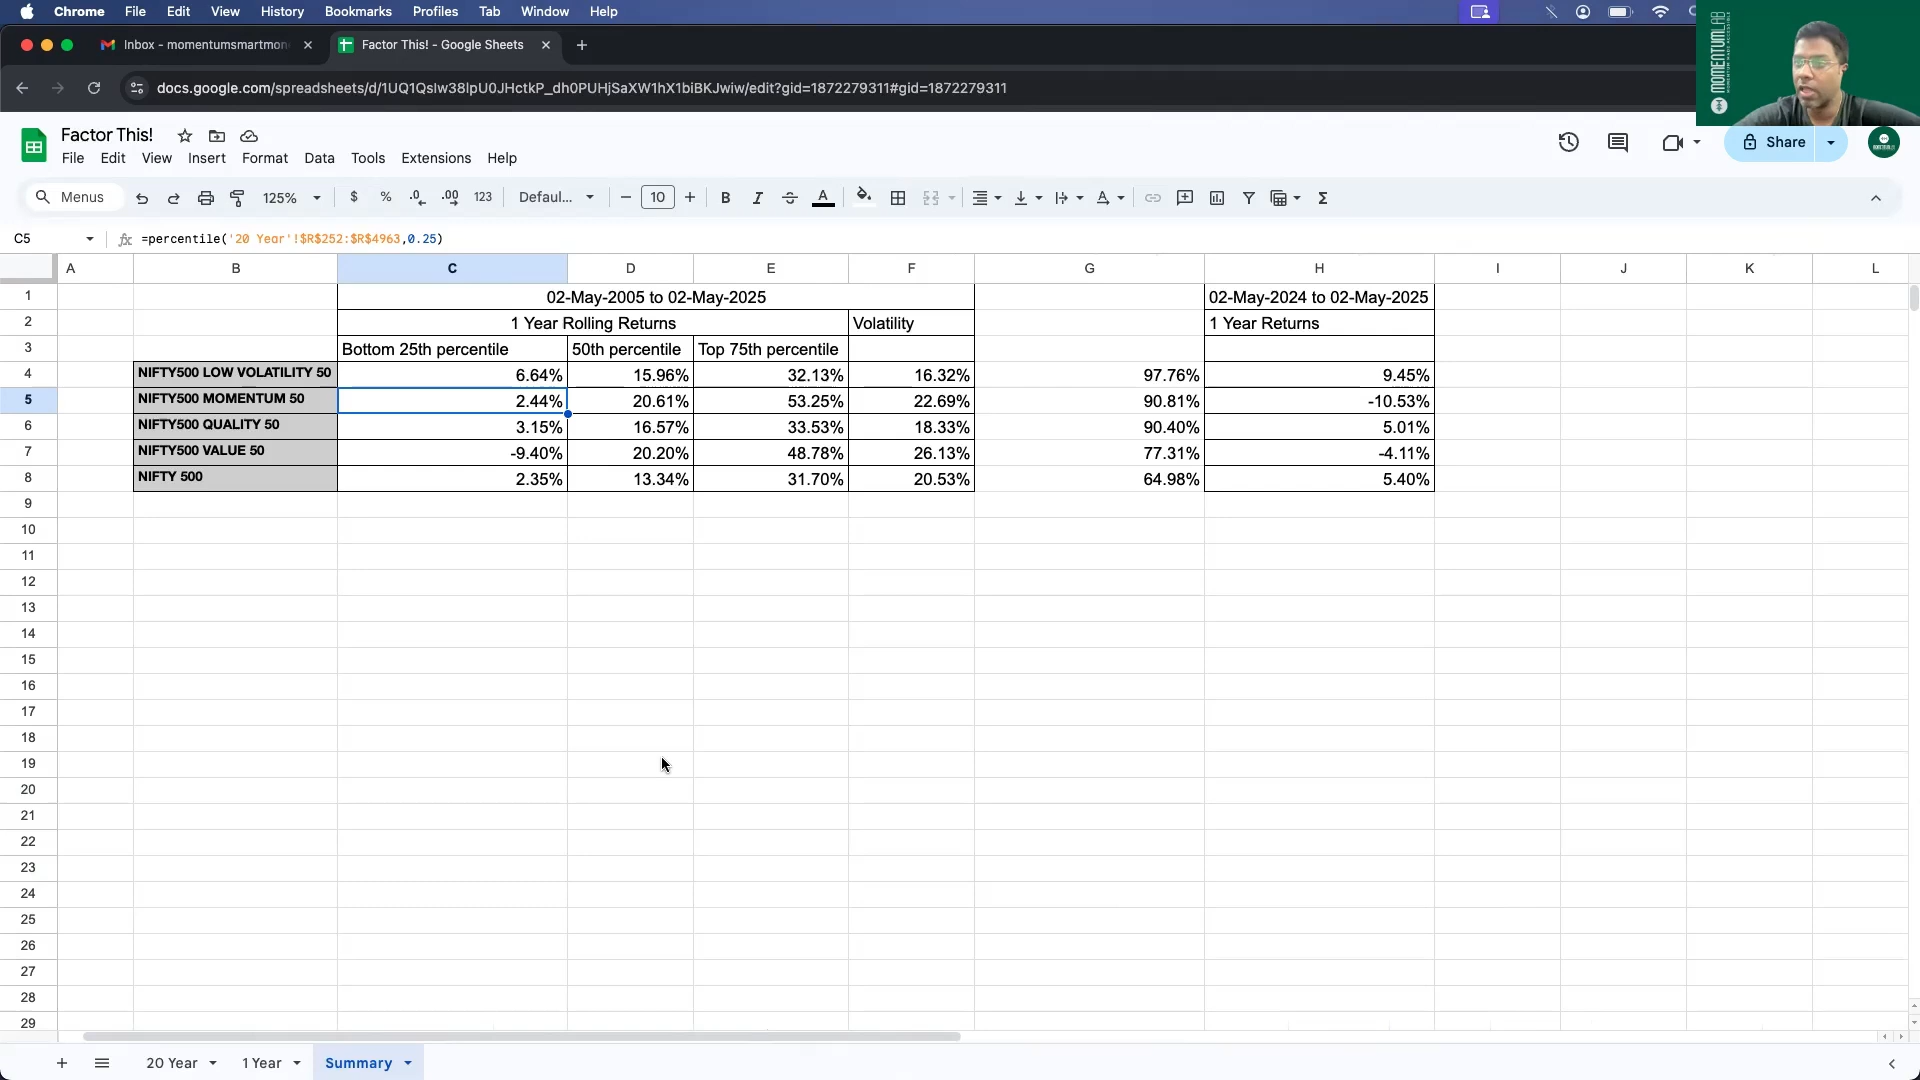 Chrome File Edit View History Bookmarks Profiles Tab Window Help
MOMENTUMLAB
Inbox - momentumsmartmon
Factor This! - Google Sheets
docs.google.com/spreadsheets/d/1UQ1Qslw38lpU0JHctkP_dh0PUHjSaXW1hX1biBKJwiw/edit?gid=1872279311#gid=1872279311
Factor This!
File Edit View Insert Format Data Tools Extensions Help
Share
Menus 125% $ % .0 .00 123 Defaul... − 10 + B I S A Σ
C5 fx =percentile('20 Year'!$R$252:$R$4963,0.25)
A B C D E F G H I J K L
1 02-May-2005 to 02-May-2025 02-May-2024 to 02-May-2025
2 1 Year Rolling Returns Volatility 1 Year Returns
3 Bottom 25th percentile 50th percentile Top 75th percentile
4 NIFTY500 LOW VOLATILITY 50 6.64% 15.96% 32.13% 16.32% 97.76% 9.45%
5 NIFTY500 MOMENTUM 50 2.44% 20.61% 53.25% 22.69% 90.81% -10.53%
6 NIFTY500 QUALITY 50 3.15% 16.57% 33.53% 18.33% 90.40% 5.01%
7 NIFTY500 VALUE 50 -9.40% 20.20% 48.78% 26.13% 77.31% -4.11%
8 NIFTY 500 2.35% 13.34% 31.70% 20.53% 64.98% 5.40%
9
10
11
12
13
14
15
16
17
18
19
20
21
22
23
24
25
26
27
28
29
20 Year 1 Year Summary